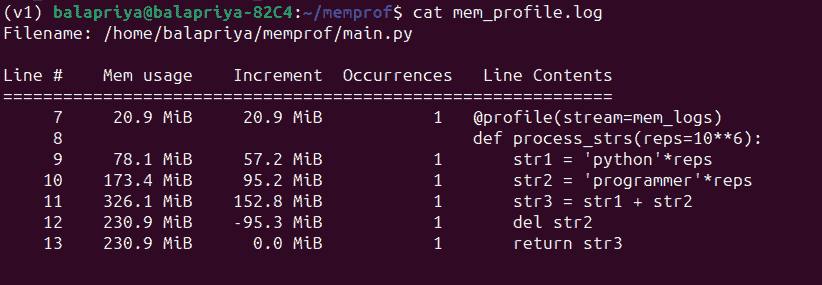 (v1) balapriya@balapriya-82C4:~/memprof$ cat mem_profile.log
Filename: /home/balapriya/memprof/main.py
Line #    Mem usage    Increment  Occurrences   Line Contents
=============================================================
     7     20.9 MiB     20.9 MiB           1   @profile(stream=mem_logs)
     8                                         def process_strs(reps=10**6):
     9     78.1 MiB     57.2 MiB           1       str1 = 'python'*reps
    10    173.4 MiB     95.2 MiB           1       str2 = 'programmer'*reps
    11    326.1 MiB    152.8 MiB           1       str3 = str1 + str2
    12    230.9 MiB    -95.3 MiB           1       del str2
    13    230.9 MiB      0.0 MiB           1       return str3